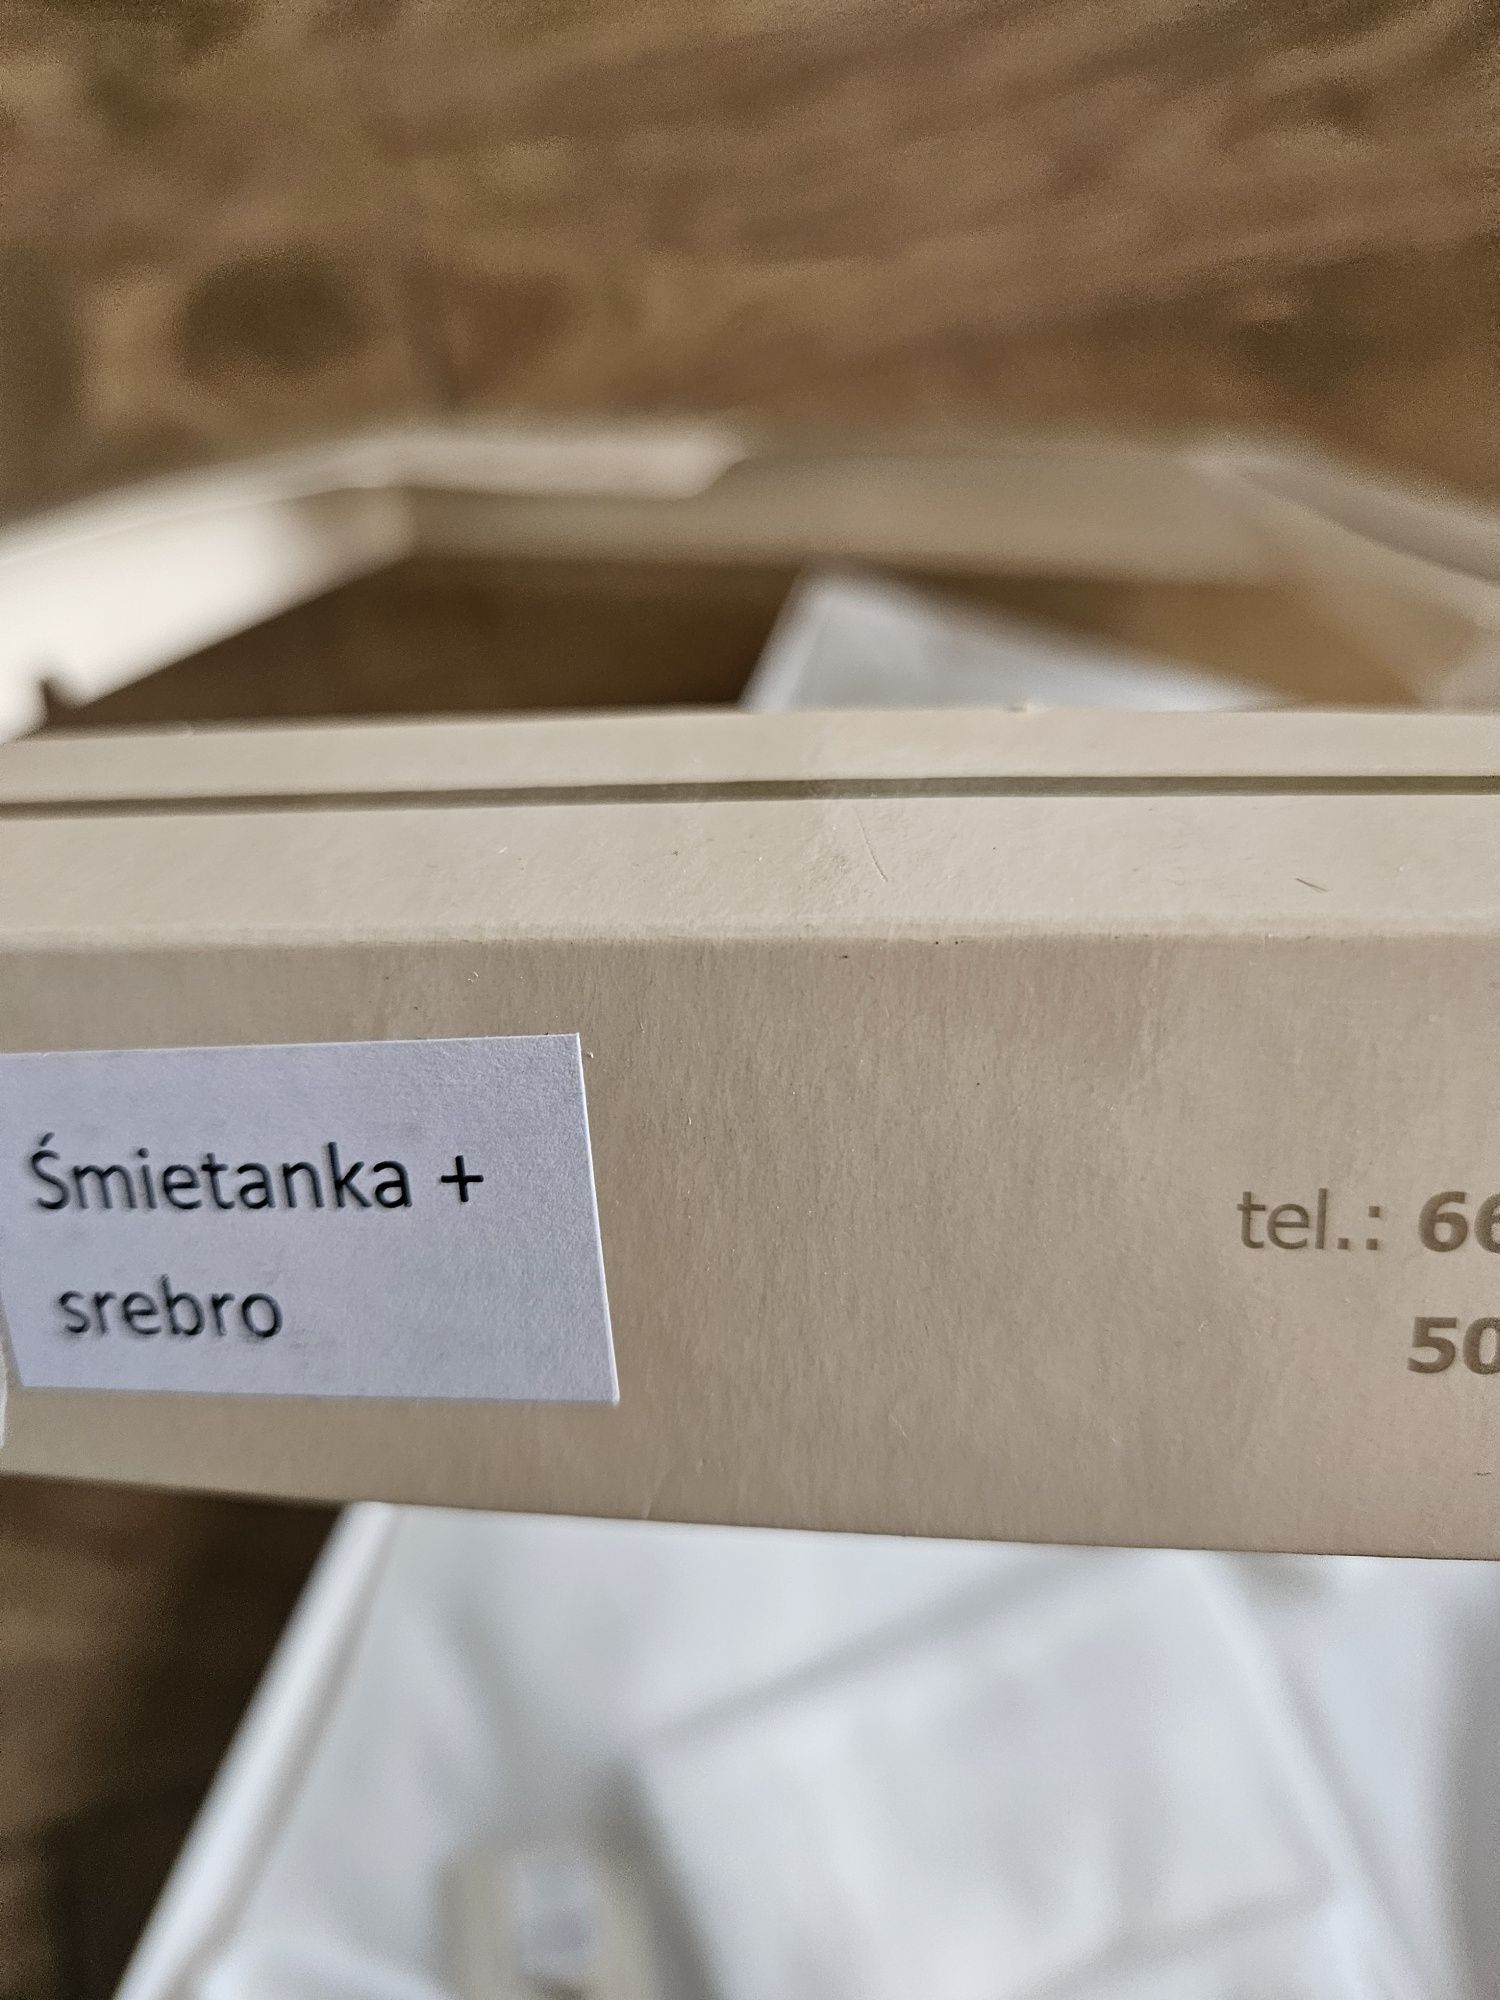 Śmietanka +
srebro
tel.: 66
50